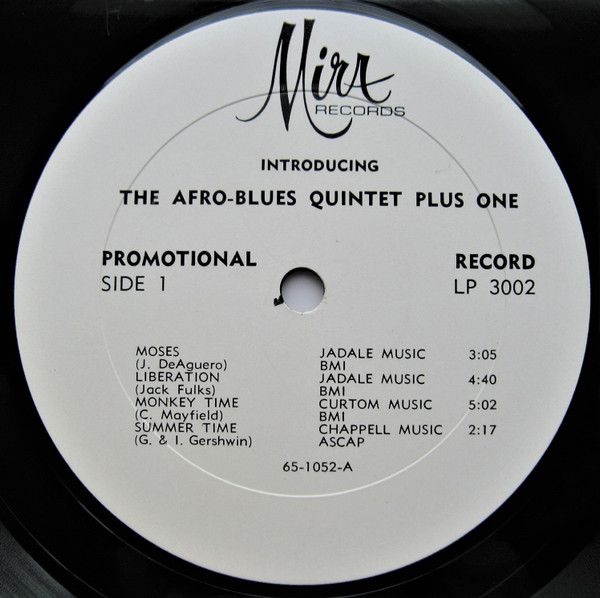 Mira
RECORDS
INTRODUCING
THE AFRO-BLUES QUINTET PLUS ONE
PROMOTIONAL RECORD
SIDE 1 LP 3002
MOSES JADALE MUSIC 3:05
(J. DeAguero) BMI
LIBERATION JADALE MUSIC 4:40
(Jack Fulks) BMI
MONKEY TIME CURTOM MUSIC 5:02
(C. Mayfield) BMI
SUMMER TIME CHAPPELL MUSIC 2:17
(G. & I. Gershwin) ASCAP
65-1052-A